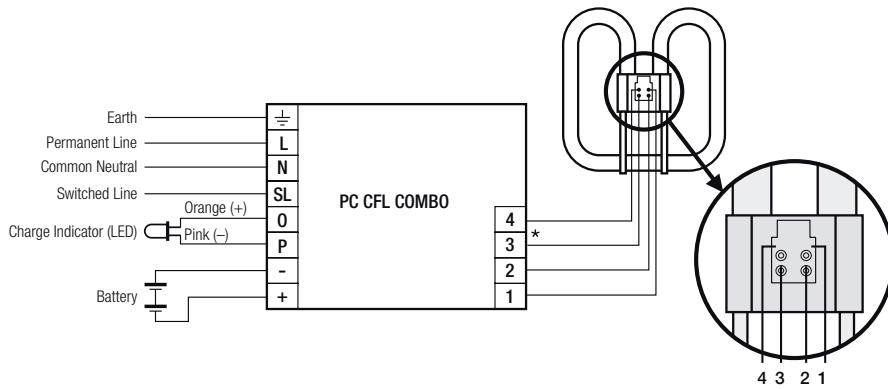 Earth
Permanent Line
Common Neutral
Switched Line
Orange (+)
Charge Indicator (LED)
Pink (–)
Battery
L
N
SL
O
P
-
+
PC CFL COMBO
4
3
2
1
*
4 3 2 1